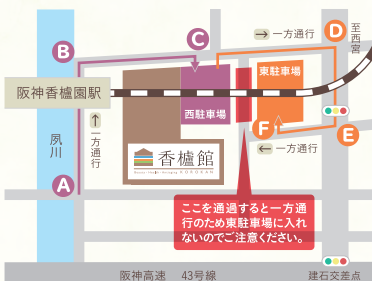 D
至西宮
→ 一方通行
C
B
東駐車場
阪神香櫨園駅
西駐車場
F
E
← 一方通行
↑
一方通行
夙川
香櫨館
KOROKAN
A
ここを通過すると一方通
行のため東駐車場に入れ
ないのでご注意ください。
阪神高速 43号線
建石交差点